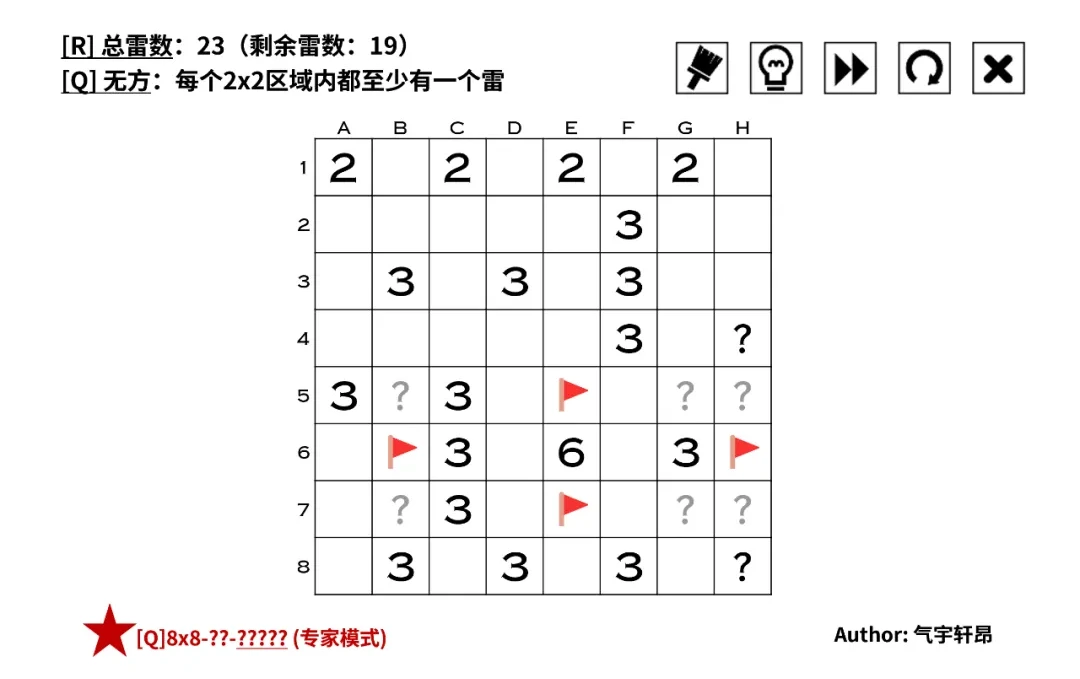 [R] 总雷数：23（剩余雷数：19）
[Q] 无方：每个2x2区域内都至少有一个雷
A B C D E F G H
1 2 2 2 2
2 3
3 3 3 3
4 3 ?
5 3 ? 3 ? ?
6 3 6 3
7 ? 3 ? ?
8 3 3 3 ?
[Q]8x8-??-????? (专家模式)
Author: 气宇轩昂